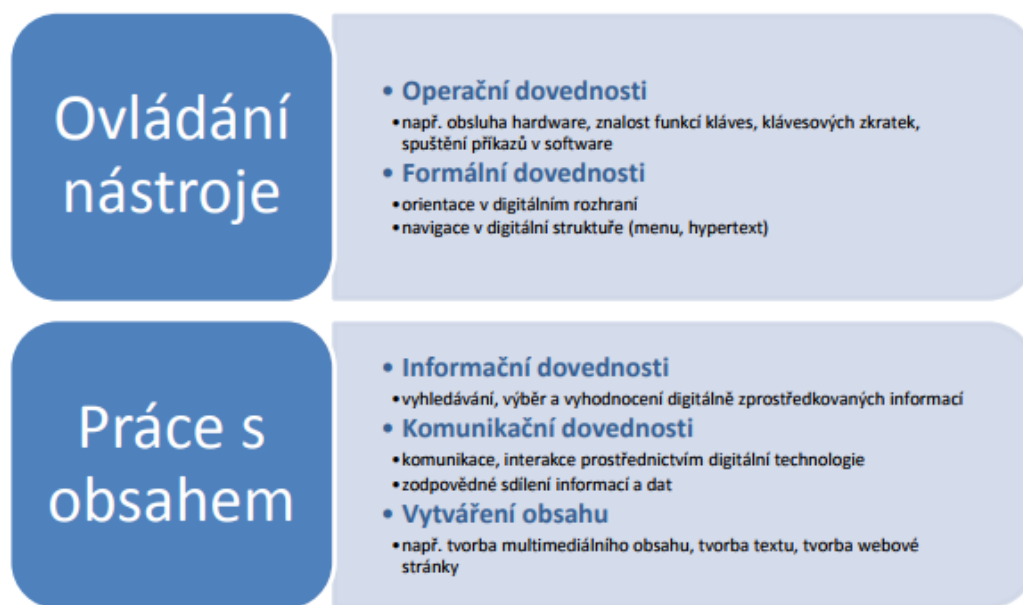 Ovládání
nástroje
• Operační dovednosti
•např. obsluha hardware, znalost funkcí kláves, klávesových zkratek,
spuštění příkazů v software
• Formální dovednosti
•orientace v digitálním rozhraní
•navigace v digitální struktuře (menu, hypertext)
Práce s
obsahem
• Informační dovednosti
•vyhledávání, výběr a vyhodnocení digitálně zprostředkovaných informací
• Komunikační dovednosti
•komunikace, interakce prostřednictvím digitální technologie
•zodpovědné sdílení informací a dat
• Vytváření obsahu
•např. tvorba multimediálního obsahu, tvorba textu, tvorba webové
stránky